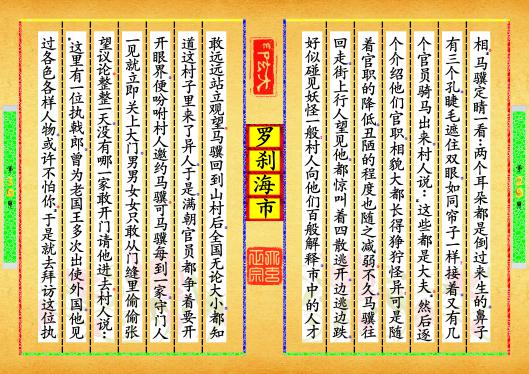 相。马骥定睛一看:两个耳朵都是倒过来生的鼻子
有三个孔睫毛遮住双眼如同帘子一样接着又有几
个官员骑马出来村人说:这些都是大夫。然后逐
个介绍他们官职相貌大都长得狰狞怪异可是随
着官职的降低丑陋的程度也随之减弱不久马骥往
回走街上行人望见他都惊叫着四散逃开边逃边跌
好似碰见妖怪一般村人向他们百般解释市中的人才
罗刹海市
敢远远站立观望马骥回到山村后全国无论大小都知
道这村子里来了异人于是满朝官员都争着要开
开眼界便吩咐村人邀约马骥可马骥每到一家守门人
一见就立即关上大门男男女女只敢从门缝里偷偷张
望议论整整一天没有哪一家敢开门请他进去村人说:
这里有一位执戟郎曾为老国王多次出使外国他见
过各色各样人物或许不怕你。于是就去拜访这位执